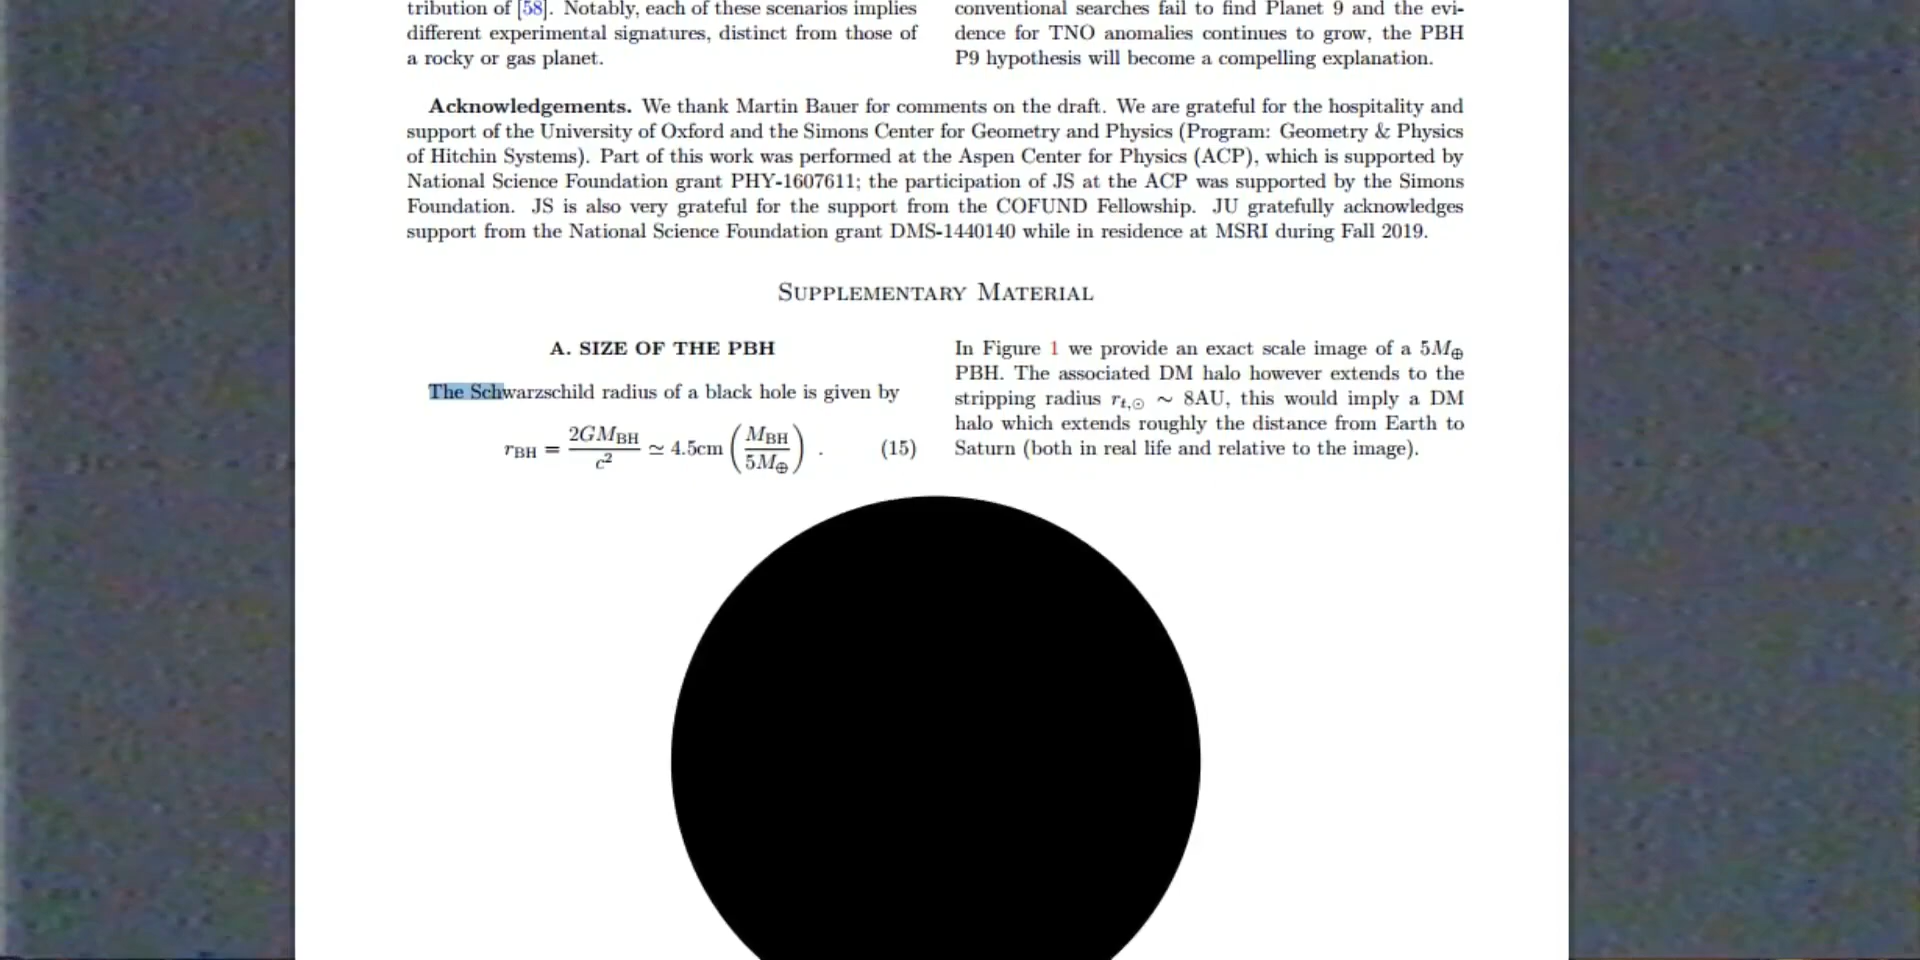 tribution of [58]. Notably, each of these scenarios implies
different experimental signatures, distinct from those of
a rocky or gas planet.
conventional searches fail to find Planet 9 and the evi-
dence for TNO anomalies continues to grow, the PBH
P9 hypothesis will become a compelling explanation.
Acknowledgements. We thank Martin Bauer for comments on the draft. We are grateful for the hospitality and
support of the University of Oxford and the Simons Center for Geometry and Physics (Program: Geometry & Physics
of Hitchin Systems). Part of this work was performed at the Aspen Center for Physics (ACP), which is supported by
National Science Foundation grant PHY-1607611; the participation of JS at the ACP was supported by the Simons
Foundation. JS is also very grateful for the support from the COFUND Fellowship. JU gratefully acknowledges
support from the National Science Foundation grant DMS-1440140 while in residence at MSRI during Fall 2019.
SUPPLEMENTARY MATERIAL
A. SIZE OF THE PBH
The Schwarzschild radius of a black hole is given by
r_BH = 2GM_BH / c² ≃ 4.5cm (M_BH / 5M_⊕) . (15)
In Figure 1 we provide an exact scale image of a 5M_⊕
PBH. The associated DM halo however extends to the
stripping radius r_t,⊙ ∼ 8AU, this would imply a DM
halo which extends roughly the distance from Earth to
Saturn (both in real life and relative to the image).